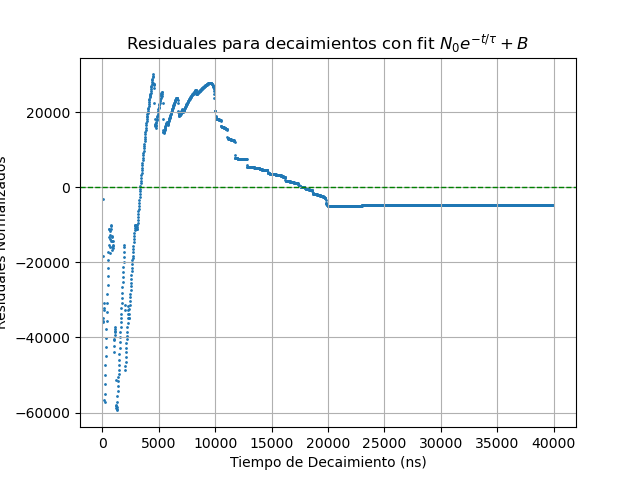 Residuales para decaimientos con fit $N_0e^{-t/\tau} + B$
Residuales Normalizados
20000
0
−20000
−40000
−60000
0 5000 10000 15000 20000 25000 30000 35000 40000
Tiempo de Decaimiento (ns)